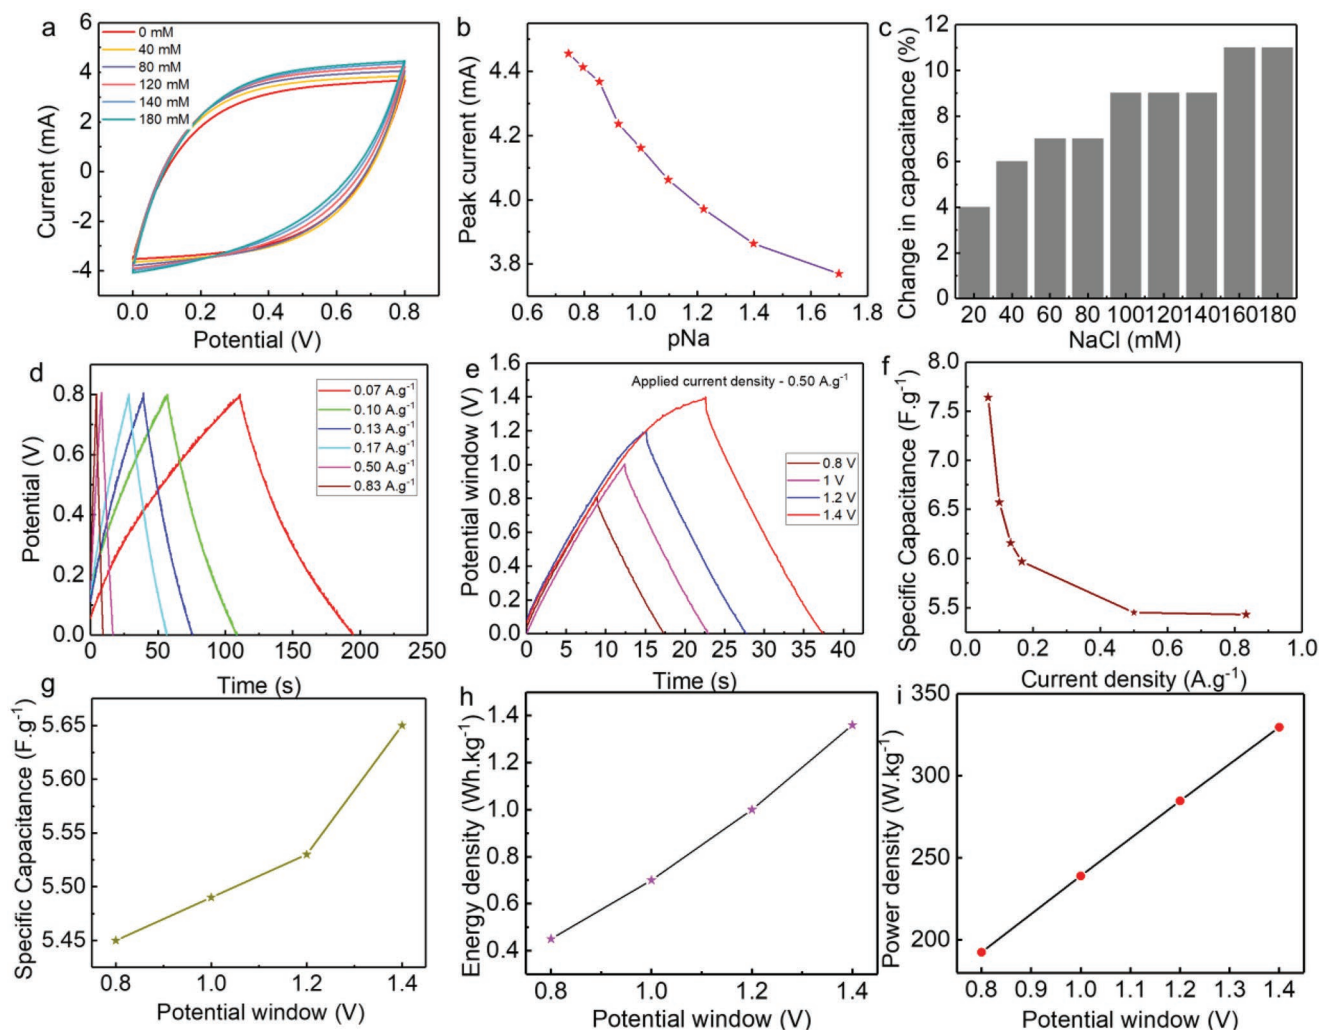 a
6
4
2
0
-2
-4
Current (mA)
0 mM
40 mM
80 mM
120 mM
140 mM
180 mM
0.0 0.2 0.4 0.6 0.8
Potential (V)
b
4.4
4.2
4.0
3.8
Peak current (mA)
0.6 0.8 1.0 1.2 1.4 1.6 1.8
pNa
c
12
10
8
6
4
2
0
Change in capacaitance (%)
20 40 60 80 100 120 140 160 180
NaCl (mM)
d
0.8
0.6
0.4
0.2
0.0
Potential (V)
0.07 A.g-1
0.10 A.g-1
0.13 A.g-1
0.17 A.g-1
0.50 A.g-1
0.83 A.g-1
0 50 100 150 200 250
Time (s)
e
1.6
1.4
1.2
1.0
0.8
0.6
0.4
0.2
0.0
Potential window (V)
Applied current density - 0.50 A.g-1
0.8 V
1 V
1.2 V
1.4 V
0 5 10 15 20 25 30 35 40
Time (s)
f
8.0
7.5
7.0
6.5
6.0
5.5
Specific Capacitance (F.g-1)
0.0 0.2 0.4 0.6 0.8 1.0
Current density (A.g-1)
g
5.65
5.60
5.55
5.50
5.45
Specific Capacitance (F.g-1)
0.8 1.0 1.2 1.4
Potential window (V)
h
1.4
1.2
1.0
0.8
0.6
0.4
Energy density (Wh.kg-1)
0.8 1.0 1.2 1.4
Potential window (V)
i
350
300
250
200
Power density (W.kg-1)
0.8 0.9 1.0 1.1 1.2 1.3 1.4
Potential window (V)